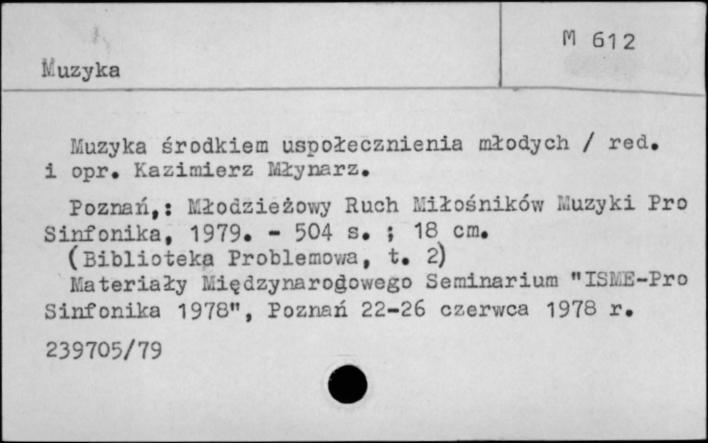 M 612
Muzyka
Muzyka środkiem uspołecznienia młodych / red.
i opr. Kazimierz Młynarz.
Poznań,: Młodzieżowy Ruch Miłośników Muzyki Pro
Sinfonika, 1979. - 504 s. ; 18 cm.
(Biblioteka Problemowa, t. 2)
Materiały Międzynarodowego Seminarium "ISME-Pro
Sinfonika 1978", Poznań 22-26 czerwca 1978 r.
239705/79